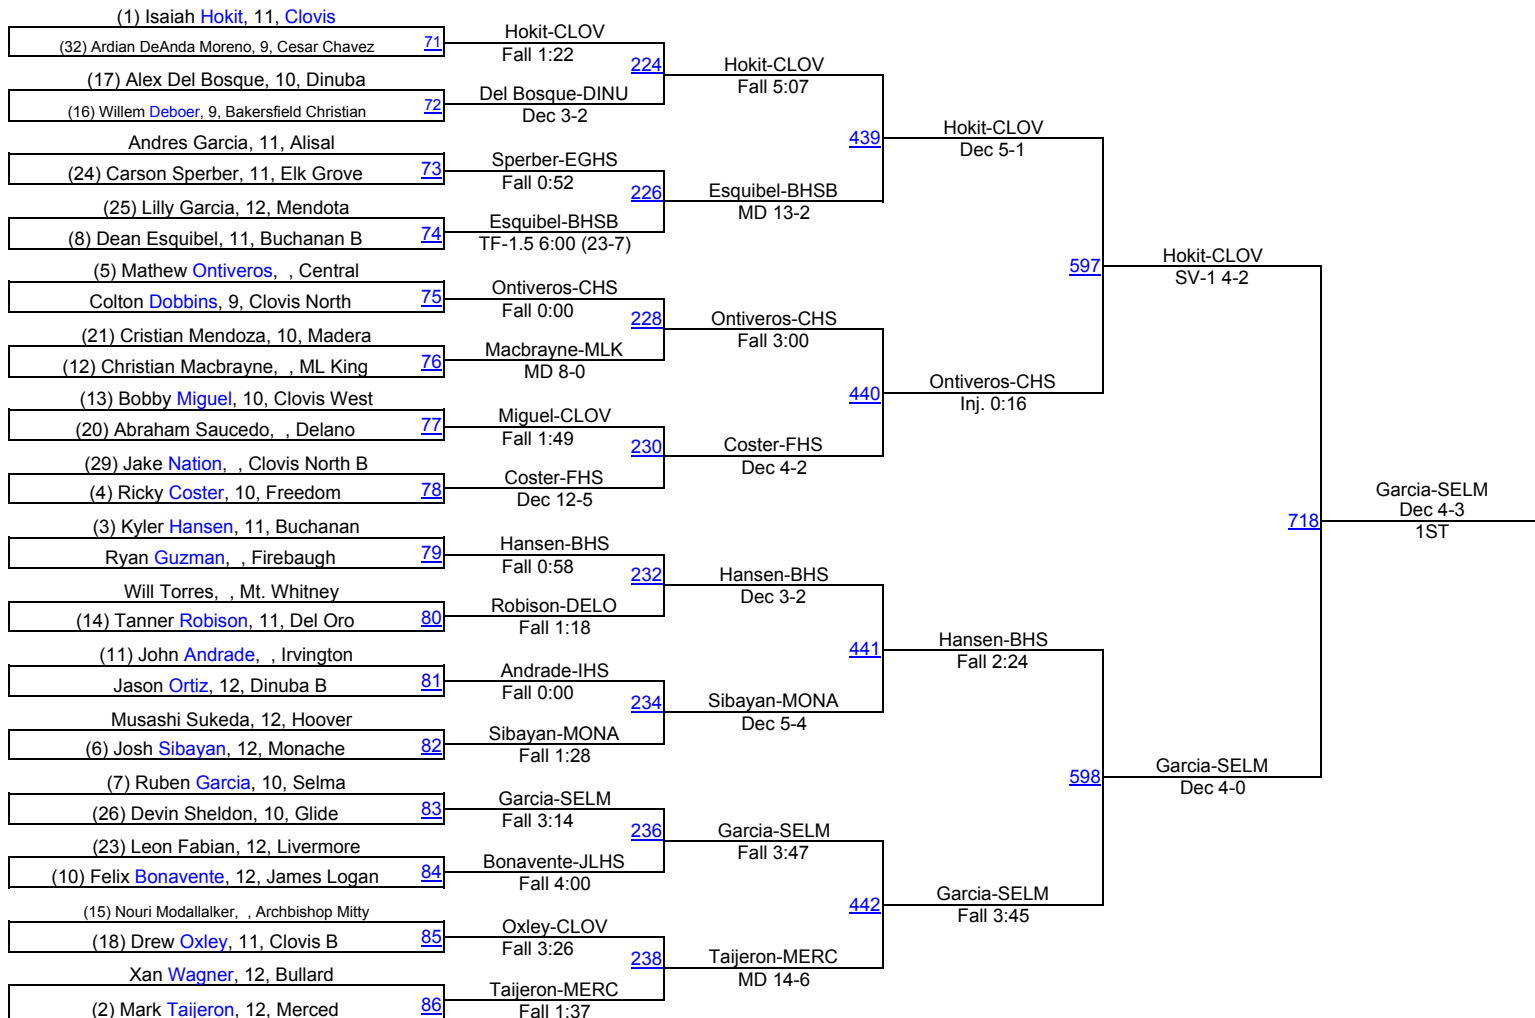 (1) Isaiah Hokit, 11, Clovis
(32) Ardian DeAnda Moreno, 9, Cesar Chavez
71
(17) Alex Del Bosque, 10, Dinuba
(16) Willem Deboer, 9, Bakersfield Christian
72
Andres Garcia, 11, Alisal
(24) Carson Sperber, 11, Elk Grove
73
(25) Lilly Garcia, 12, Mendota
(8) Dean Esquibel, 11, Buchanan B
74
(5) Mathew Ontiveros, , Central
Colton Dobbins, 9, Clovis North
75
(21) Cristian Mendoza, 10, Madera
(12) Christian Macbrayne, , ML King
76
(13) Bobby Miguel, 10, Clovis West
(20) Abraham Saucedo, , Delano
77
(29) Jake Nation, , Clovis North B
(4) Ricky Coster, 10, Freedom
78
(3) Kyler Hansen, 11, Buchanan
Ryan Guzman, , Firebaugh
79
Will Torres, , Mt. Whitney
(14) Tanner Robison, 11, Del Oro
80
(11) John Andrade, , Irvington
Jason Ortiz, 12, Dinuba B
81
Musashi Sukeda, 12, Hoover
(6) Josh Sibayan, 12, Monache
82
(7) Ruben Garcia, 10, Selma
(26) Devin Sheldon, 10, Glide
83
(23) Leon Fabian, 12, Livermore
(10) Felix Bonavente, 12, James Logan
84
(15) Nouri Modallalker, , Archbishop Mitty
(18) Drew Oxley, 11, Clovis B
85
Xan Wagner, 12, Bullard
(2) Mark Taijeron, 12, Merced
86
Hokit-CLOV
Fall 1:22
224
Del Bosque-DINU
Dec 3-2
Sperber-EGHS
Fall 0:52
226
Esquibel-BHSB
TF-1.5 6:00 (23-7)
Ontiveros-CHS
Fall 0:00
228
Macbrayne-MLK
MD 8-0
Miguel-CLOV
Fall 1:49
230
Coster-FHS
Dec 12-5
Hansen-BHS
Fall 0:58
232
Robison-DELO
Fall 1:18
Andrade-IHS
Fall 0:00
234
Sibayan-MONA
Fall 1:28
Garcia-SELM
Fall 3:14
236
Bonavente-JLHS
Fall 4:00
Oxley-CLOV
Fall 3:26
238
Taijeron-MERC
Fall 1:37
Hokit-CLOV
Fall 5:07
439
Esquibel-BHSB
MD 13-2
Ontiveros-CHS
Fall 3:00
440
Coster-FHS
Dec 4-2
Hansen-BHS
Dec 3-2
441
Sibayan-MONA
Dec 5-4
Garcia-SELM
Fall 3:47
442
Taijeron-MERC
MD 14-6
Hokit-CLOV
Dec 5-1
597
Ontiveros-CHS
Inj. 0:16
Hansen-BHS
Fall 2:24
598
Garcia-SELM
Fall 3:45
Hokit-CLOV
SV-1 4-2
718
Garcia-SELM
Dec 4-0
Garcia-SELM
Dec 4-3
1ST